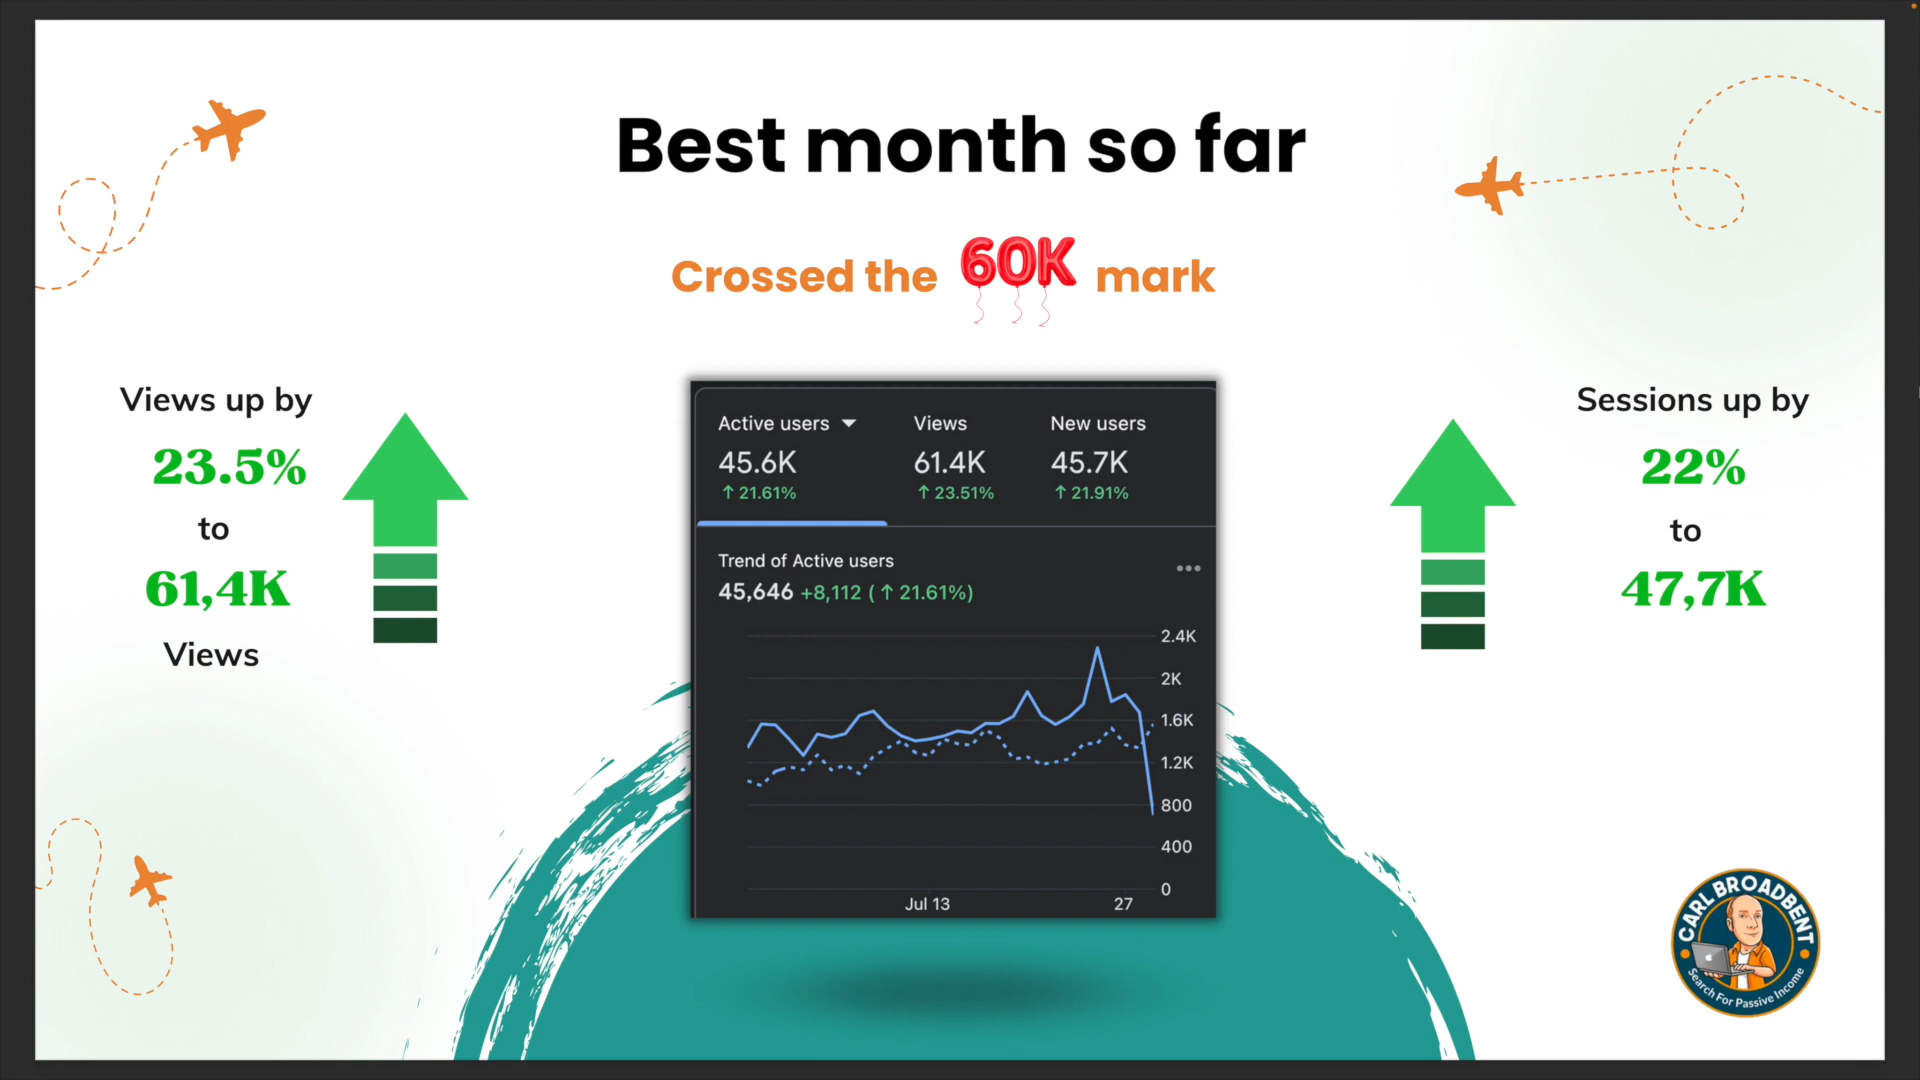 Best month so far
Crossed the 60K mark
Views up by
23.5%
to
61,4K
Views
Active users Views New users
45.6K 61.4K 45.7K
↑ 21.61% ↑ 23.51% ↑ 21.91%
Trend of Active users
45,646 +8,112 (↑ 21.61%)
2.4K
2K
1.6K
1.2K
800
400
0
Jul 13 27
Sessions up by
22%
to
47,7K
CARL BROADBENT
Search For Passive Income